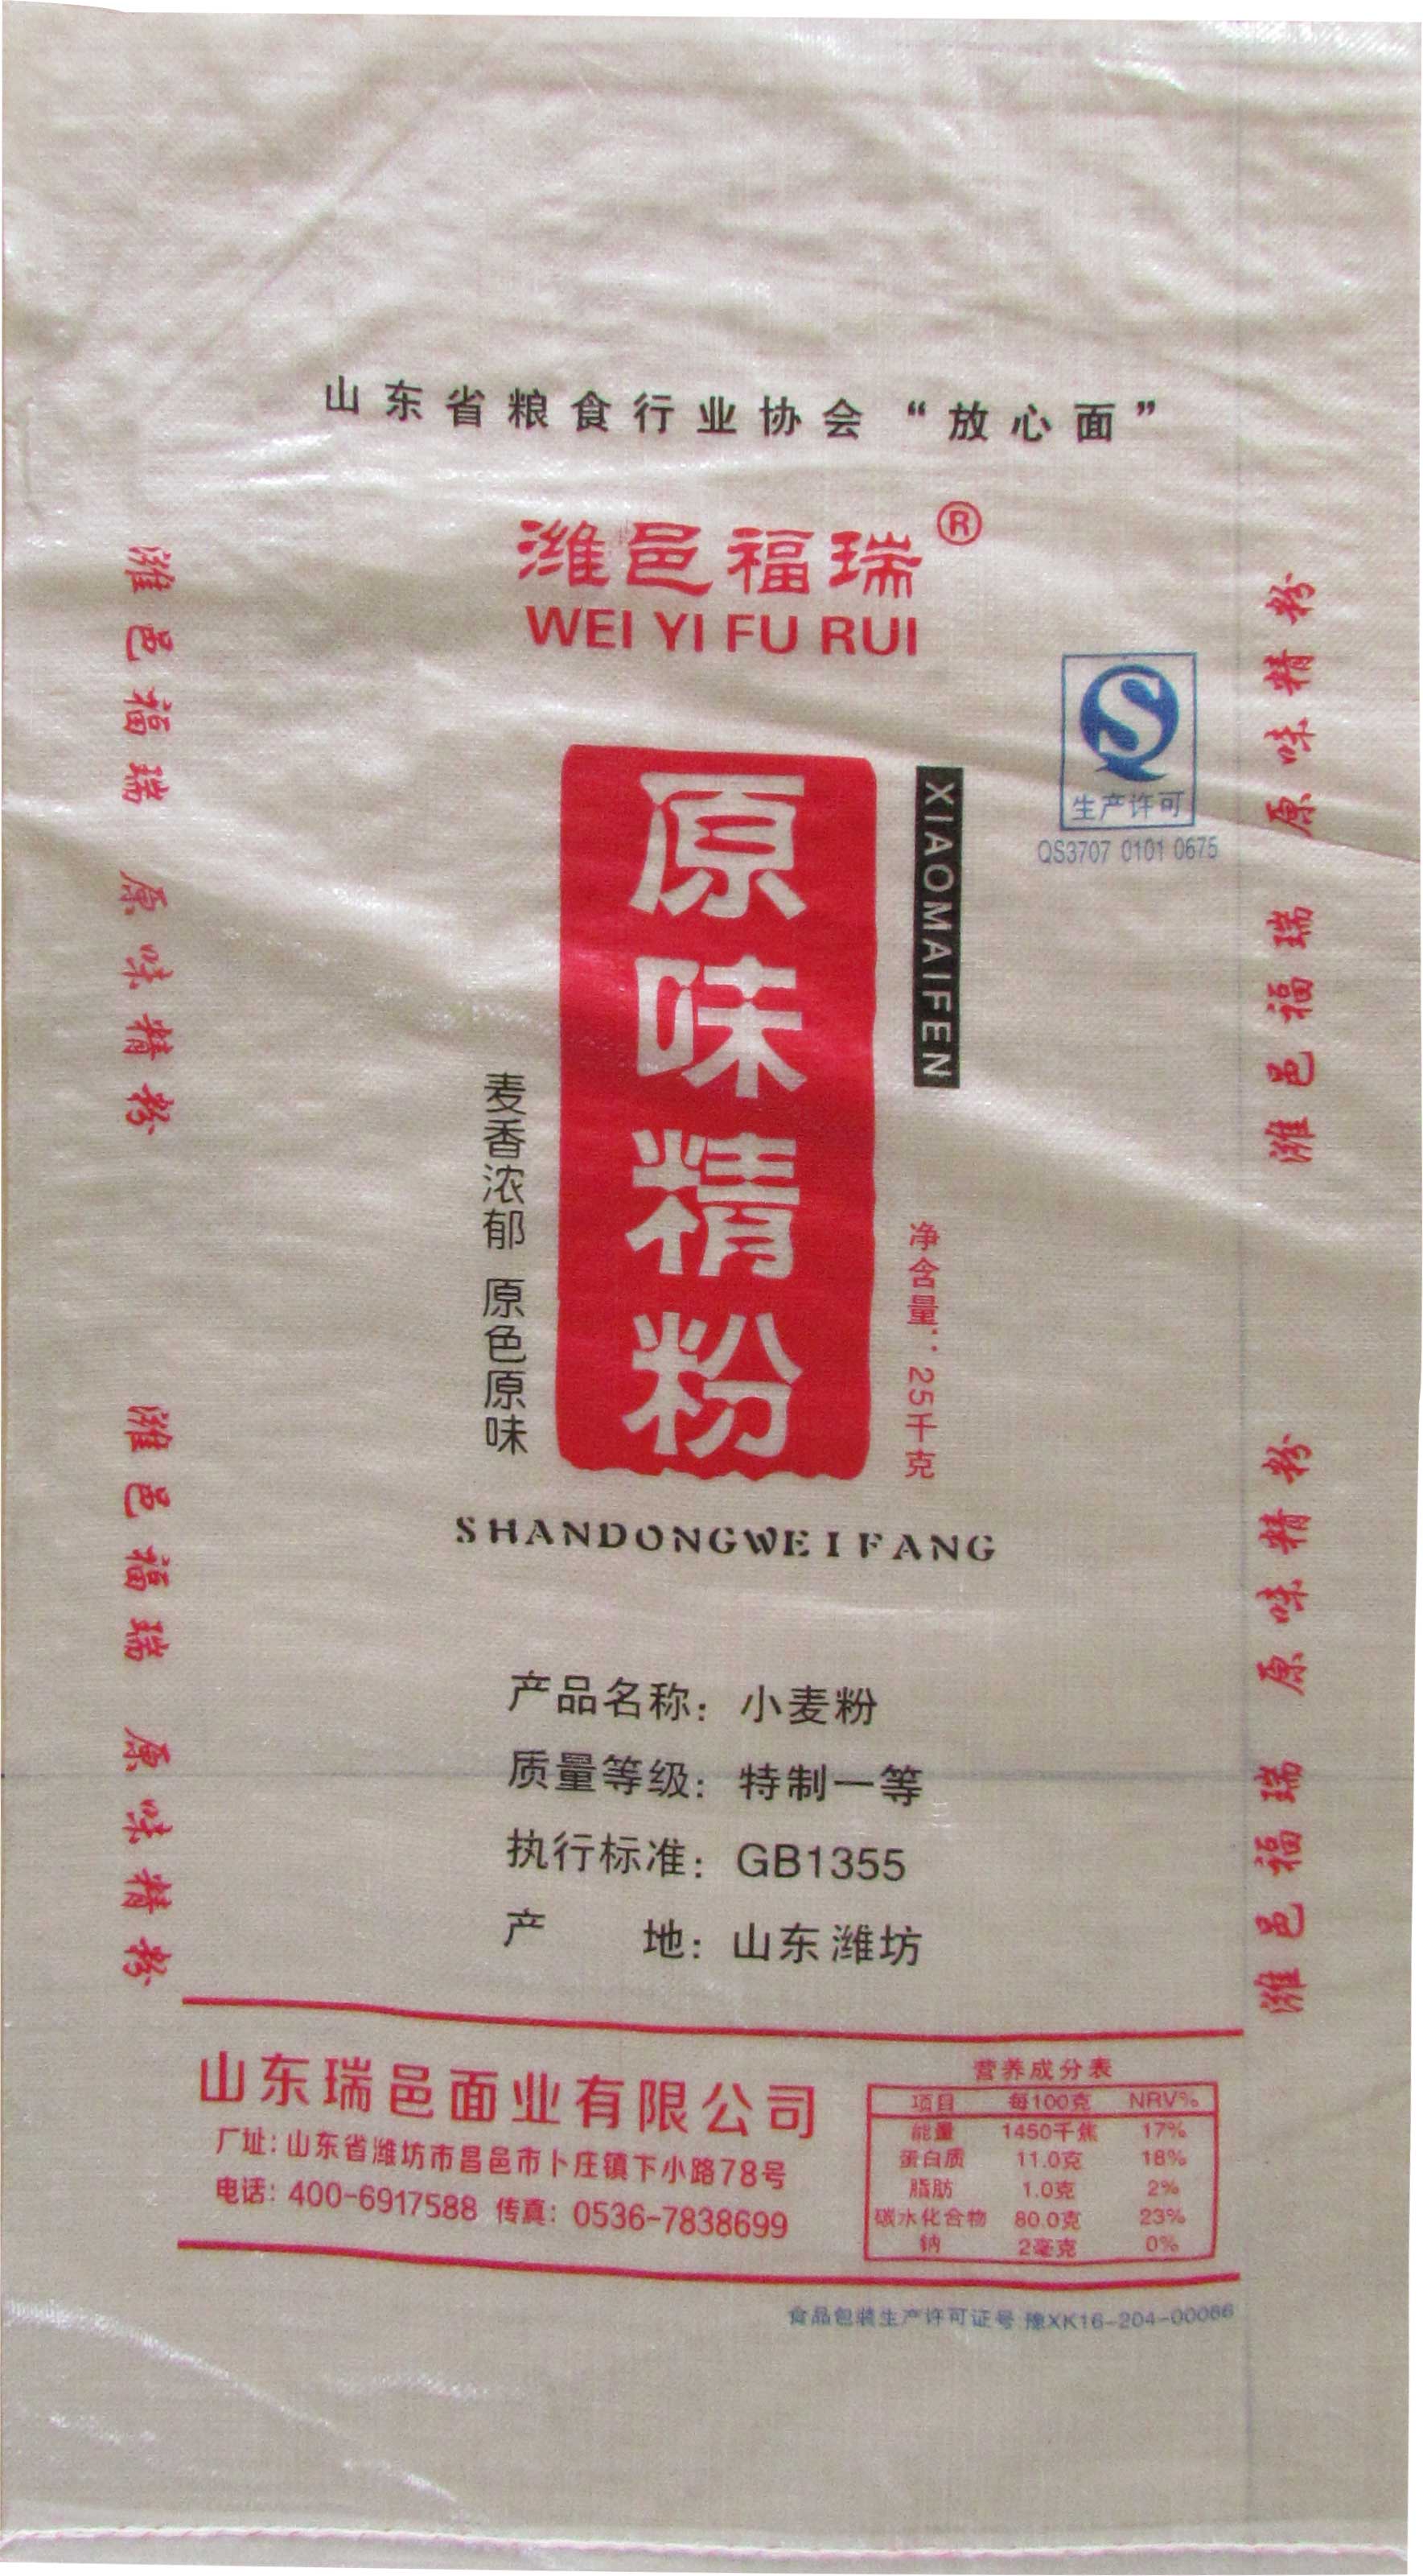 山东省粮食行业协会“放心面”
潍邑福瑞®
WEI YI FU RUI
生产许可
QS3707 0101 0675
原味精粉
XIAOMAIFEN
麦香浓郁 原色原味
净含量：25千克
SHANDONGWEIFANG
潍邑福瑞 原味精粉
潍邑福瑞 原味精粉
潍邑福瑞 原味精粉
潍邑福瑞 原味精粉
产品名称：小麦粉
质量等级：特制一等
执行标准：GB1355
产 地：山东潍坊
山东瑞邑面业有限公司
厂址：山东省潍坊市昌邑市卜庄镇下小路78号
电话：400-6917588 传真：0536-7838699
营养成分表
项目 每100克 NRV%
能量 1450千焦 17%
蛋白质 11.0克 18%
脂肪 1.0克 2%
碳水化合物 80.0克 23%
钠 2毫克 0%
食品包装生产许可证号 豫XK16-204-00066